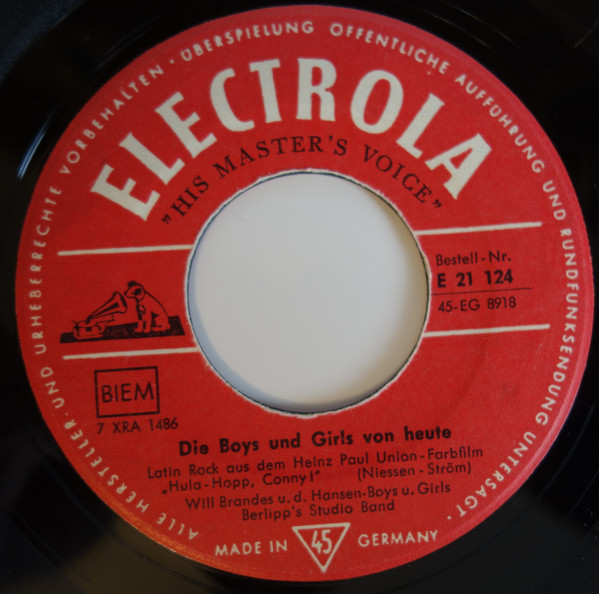 ALLE HERSTELLER- UND URHEBERRECHTE VORBEHALTEN · ÜBERSPIELUNG ÖFFENTLICHE AUFFÜHRUNG UND RUNDFUNKSENDUNG UNTERSAGT ·
ELECTROLA
„HIS MASTER'S VOICE"
Bestell-Nr.
E 21 124
45-EG 8918
BIEM
7 XRA 1486
Die Boys und Girls von heute
Latin Rock aus dem Heinz Paul Union-Farbfilm
„Hula-Hopp, Conny!" (Niessen-Ström)
Will Brandes u. d. Hansen-Boys u. Girls
Berlipp's Studio Band
MADE IN 45 GERMANY